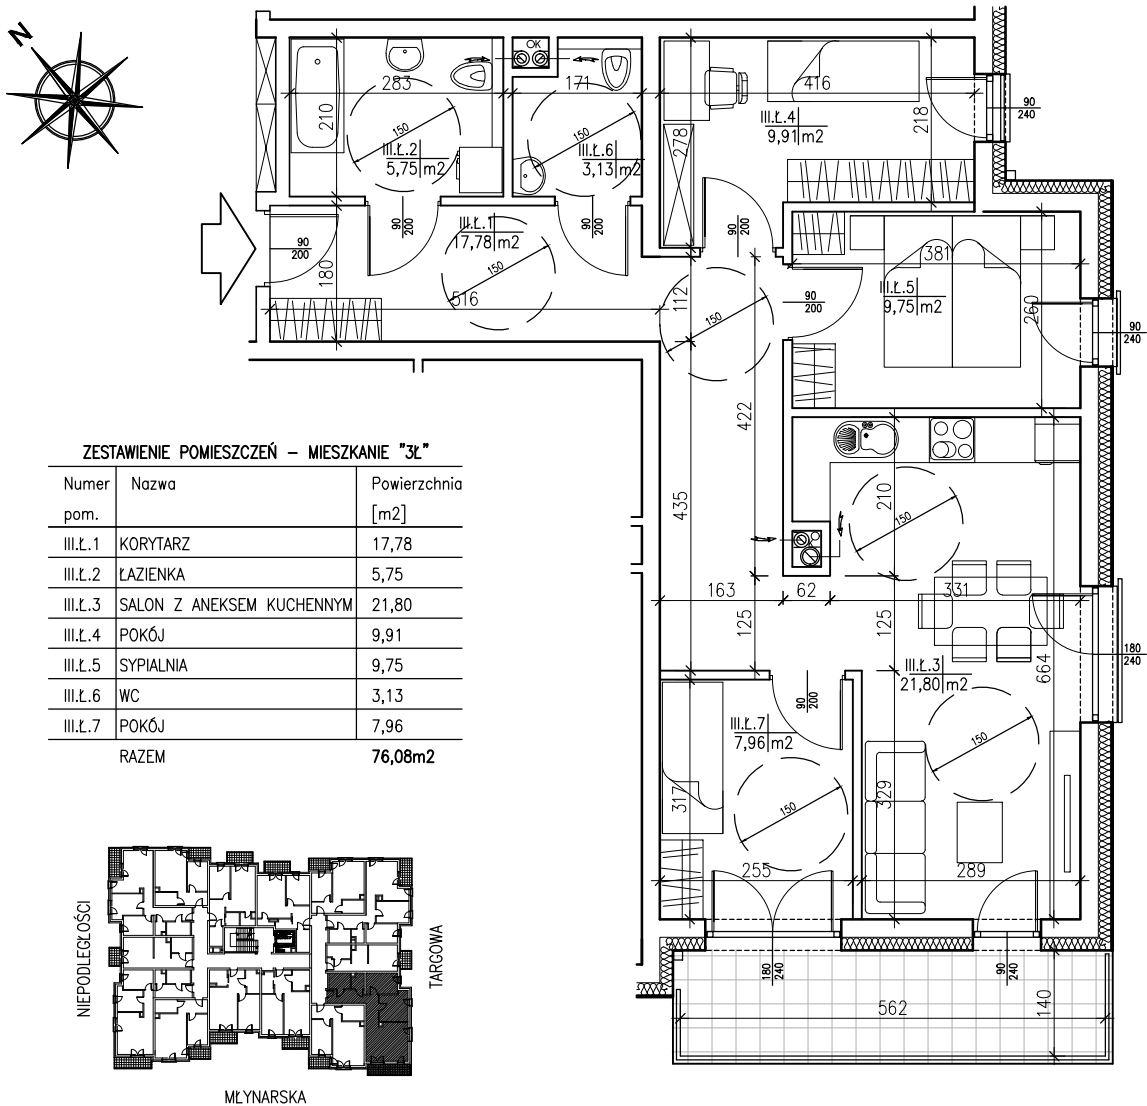 N
OK
283
171
416
210
150
150
III.Ł.2
5,75 m2
III.Ł.6
3,13 m2
III.Ł.4
9,91 m2
278
218
90
240
90
200
III.Ł.1
17,78 m2
90
200
90
200
90
200
180
150
516
112
150
90
200
381
III.Ł.5
9,75 m2
260
90
240
422
435
210
150
163
62
331
125
125
664
180
240
III.Ł.3
21,80 m2
90
200
III.Ł.7
7,96 m2
150
317
150
329
255
289
180
240
90
240
562
140
ZESTAWIENIE POMIESZCZEŃ – MIESZKANIE "3Ł"
Numer pom. Nazwa Powierzchnia [m2]
III.Ł.1 KORYTARZ 17,78
III.Ł.2 ŁAZIENKA 5,75
III.Ł.3 SALON Z ANEKSEM KUCHENNYM 21,80
III.Ł.4 POKÓJ 9,91
III.Ł.5 SYPIALNIA 9,75
III.Ł.6 WC 3,13
III.Ł.7 POKÓJ 7,96
RAZEM 76,08m2
NIEPODLEGŁOŚCI
TARGOWA
MŁYNARSKA